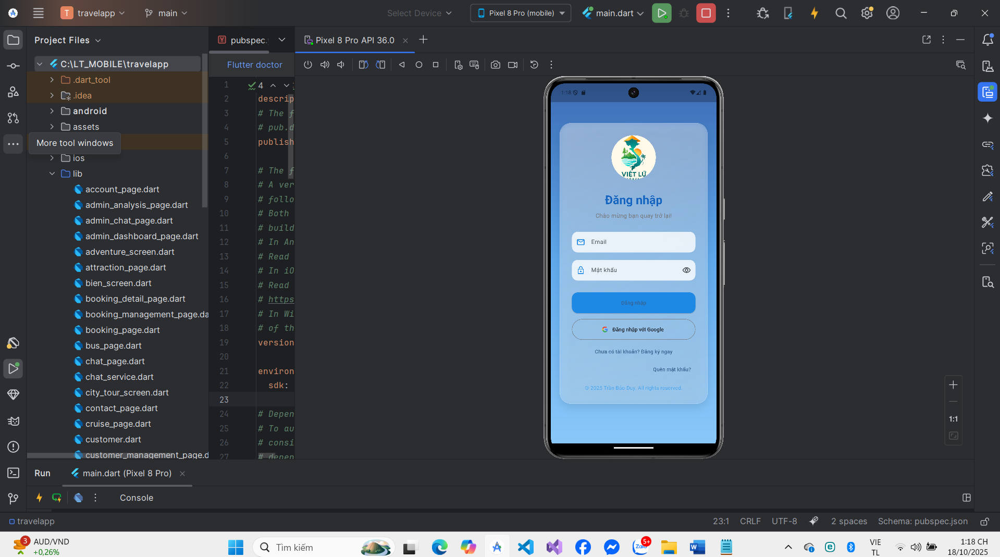 T travelapp
main
Select Device
Pixel 8 Pro (mobile)
main.dart
Project Files
C:\LT_MOBILE\travelapp
.dart_tool
.idea
android
assets
More tool windows
ios
lib
account_page.dart
admin_analysis_page.dart
admin_chat_page.dart
admin_dashboard_page.dart
adventure_screen.dart
attraction_page.dart
bien_screen.dart
booking_detail_page.dart
booking_management_page.da
booking_page.dart
bus_page.dart
chat_page.dart
chat_service.dart
city_tour_screen.dart
contact_page.dart
cruise_page.dart
customer.dart
customer_management_page.d
pubspec.
Flutter doctor
4
1
2 descrip
3 # The f
4 # pub.d
5 publish
6
7 # The f
8 # A ver
9 # follo
10 # Both
11 # build
12 # In An
13 # Read
14 # In iO
15 # Read
16 # https
17 # In Wi
18 # of th
19 version
20
21 environ
22 sdk:
23
24 # Depen
25 # To au
26 # consi
27 # depen
Pixel 8 Pro API 36.0
1:18
VIỆT LỮ
Đăng nhập
Chào mừng bạn quay trở lại!
Email
Mật khẩu
Đăng nhập
Đăng nhập với Google
Chưa có tài khoản? Đăng ký ngay
Quên mật khẩu?
© 2025 Trần Bảo Duy. All rights reserved.
1:1
Run
main.dart (Pixel 8 Pro)
Console
travelapp
23:1 CRLF UTF-8 2 spaces Schema: pubspec.json
3
AUD/VND
+0,26%
Tìm kiếm
Zalo
5+
VIE
TL
1:18 CH
18/10/2025